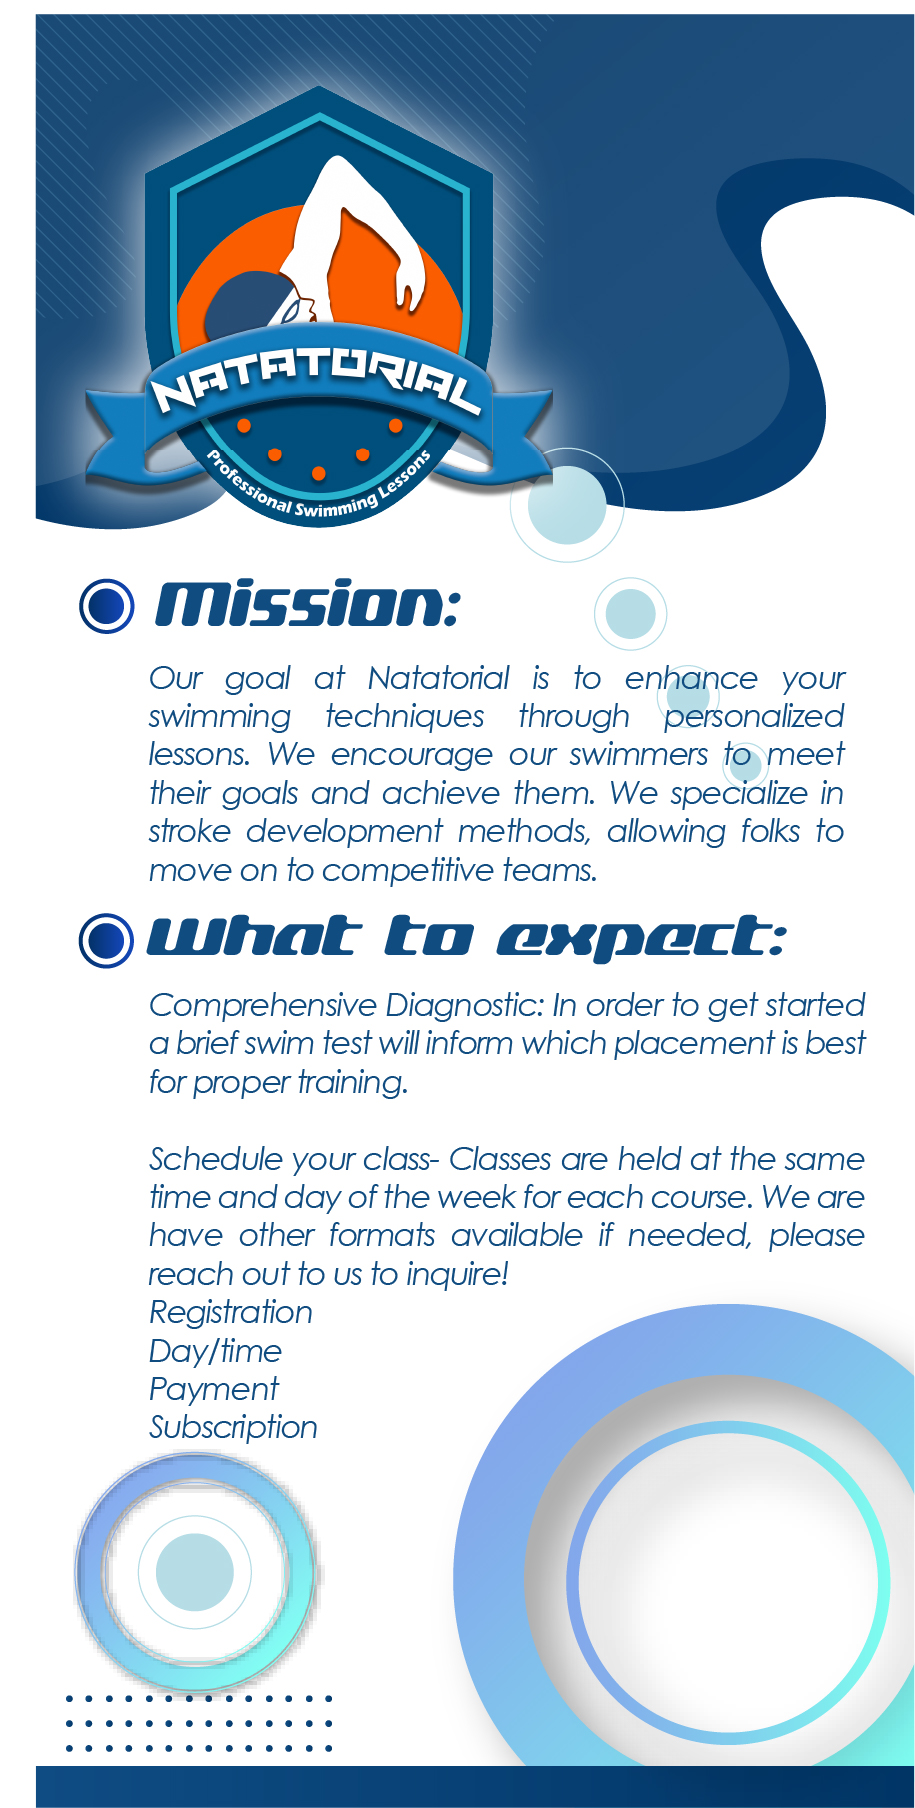 NATATORIAL
Professional Swimming Lessons
Mission:
Our goal at Natatorial is to enhance your
swimming techniques through personalized
lessons. We encourage our swimmers to meet
their goals and achieve them. We specialize in
stroke development methods, allowing folks to
move on to competitive teams.
What to expect:
Comprehensive Diagnostic: In order to get started
a brief swim test will inform which placement is best
for proper training.
Schedule your class- Classes are held at the same
time and day of the week for each course. We are
have other formats available if needed, please
reach out to us to inquire!
Registration
Day/time
Payment
Subscription